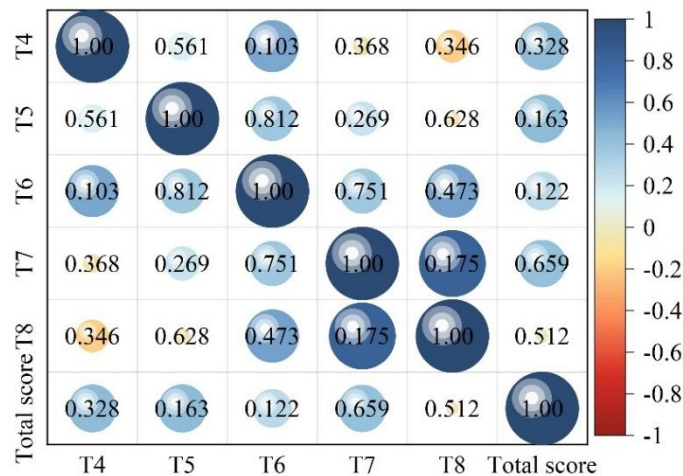 T4 1.00 0.561 0.103 0.368 0.346 0.328
T5 0.561 1.00 0.812 0.269 0.628 0.163
T6 0.103 0.812 1.00 0.751 0.473 0.122
T7 0.368 0.269 0.751 1.00 0.175 0.659
T8 0.346 0.628 0.473 0.175 1.00 0.512
Total score 0.328 0.163 0.122 0.659 0.512 1.00
T4 T5 T6 T7 T8 Total score
1
0.8
0.6
0.4
0.2
0
-0.2
-0.4
-0.6
-0.8
-1